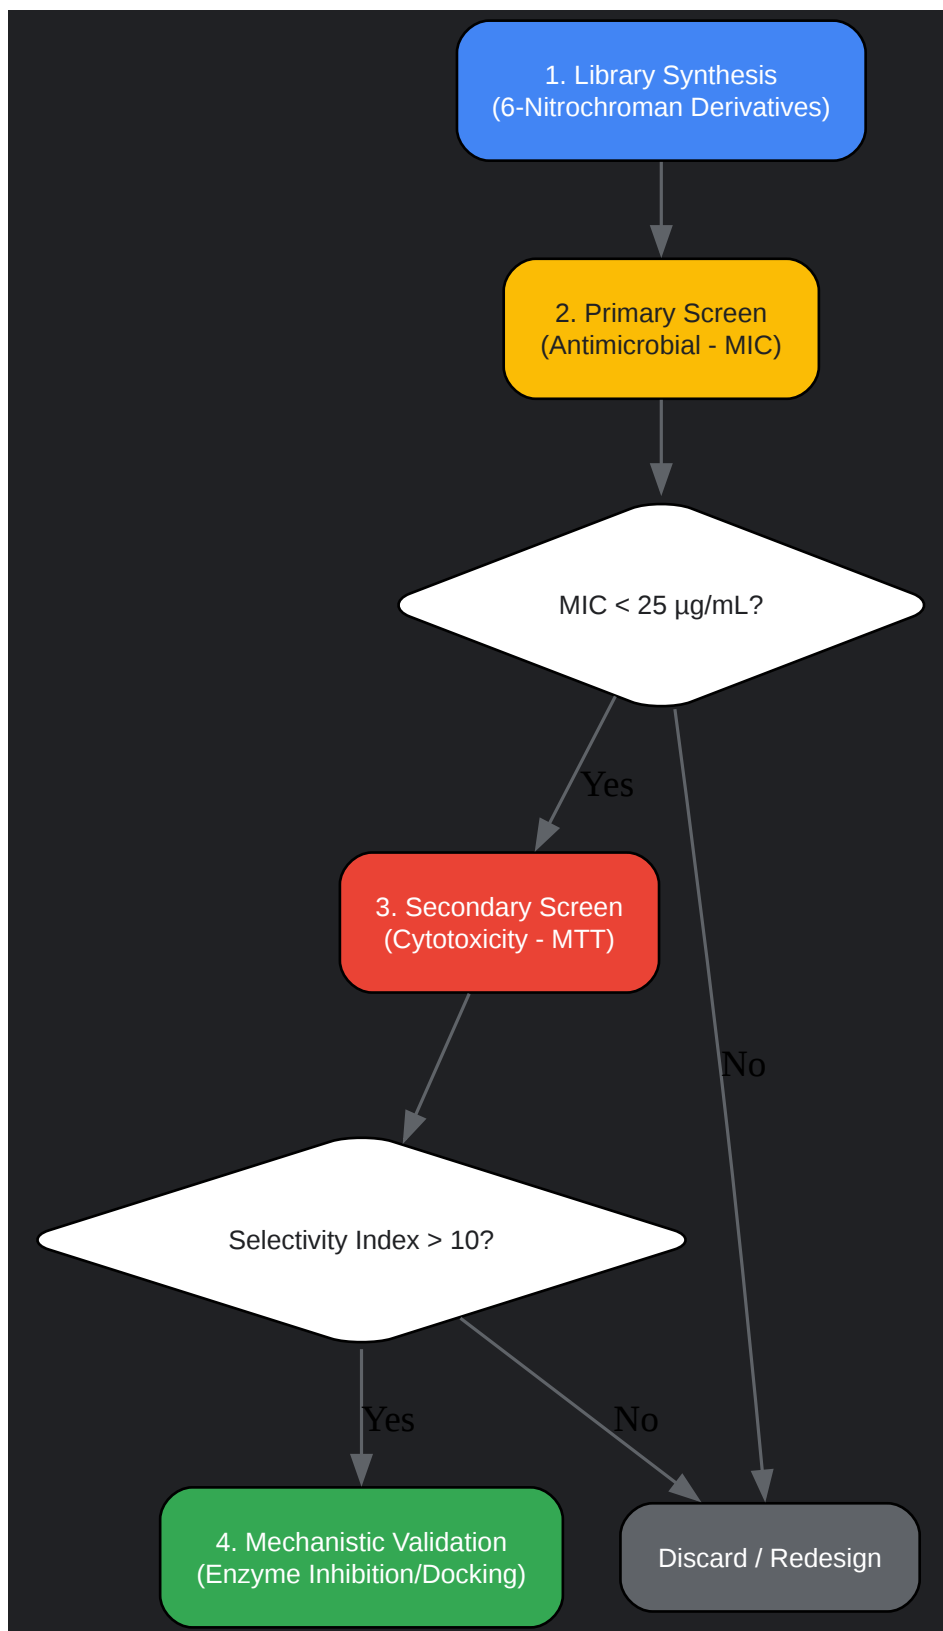 1. Library Synthesis
(6-Nitrochroman Derivatives)
2. Primary Screen
(Antimicrobial - MIC)
MIC < 25 µg/mL?
Yes
3. Secondary Screen
(Cytotoxicity - MTT)
No
Selectivity Index > 10?
Yes
No
4. Mechanistic Validation
(Enzyme Inhibition/Docking)
Discard / Redesign